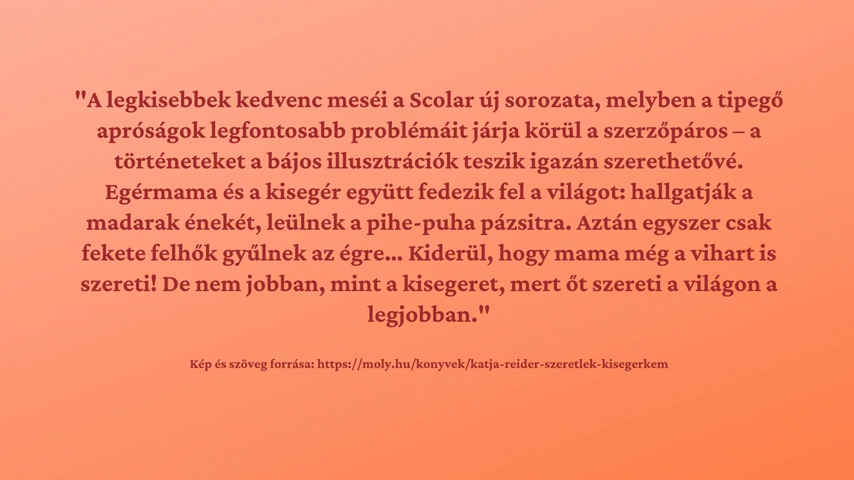 "A legkisebbek kedvenc meséi a Scolar új sorozata, melyben a tipegő
apróságok legfontosabb problémáit járja körül a szerzőpáros – a
történeteket a bájos illusztrációk teszik igazán szerethetővé.
Egérmama és a kisegér együtt fedezik fel a világot: hallgatják a
madarak énekét, leülnek a pihe-puha pázsitra. Aztán egyszer csak
fekete felhők gyűlnek az égre... Kiderül, hogy mama még a vihart is
szereti! De nem jobban, mint a kisegeret, mert őt szereti a világon a
legjobban."
Kép és szöveg forrása: https://moly.hu/konyvek/katja-reider-szeretlek-kisegerkem